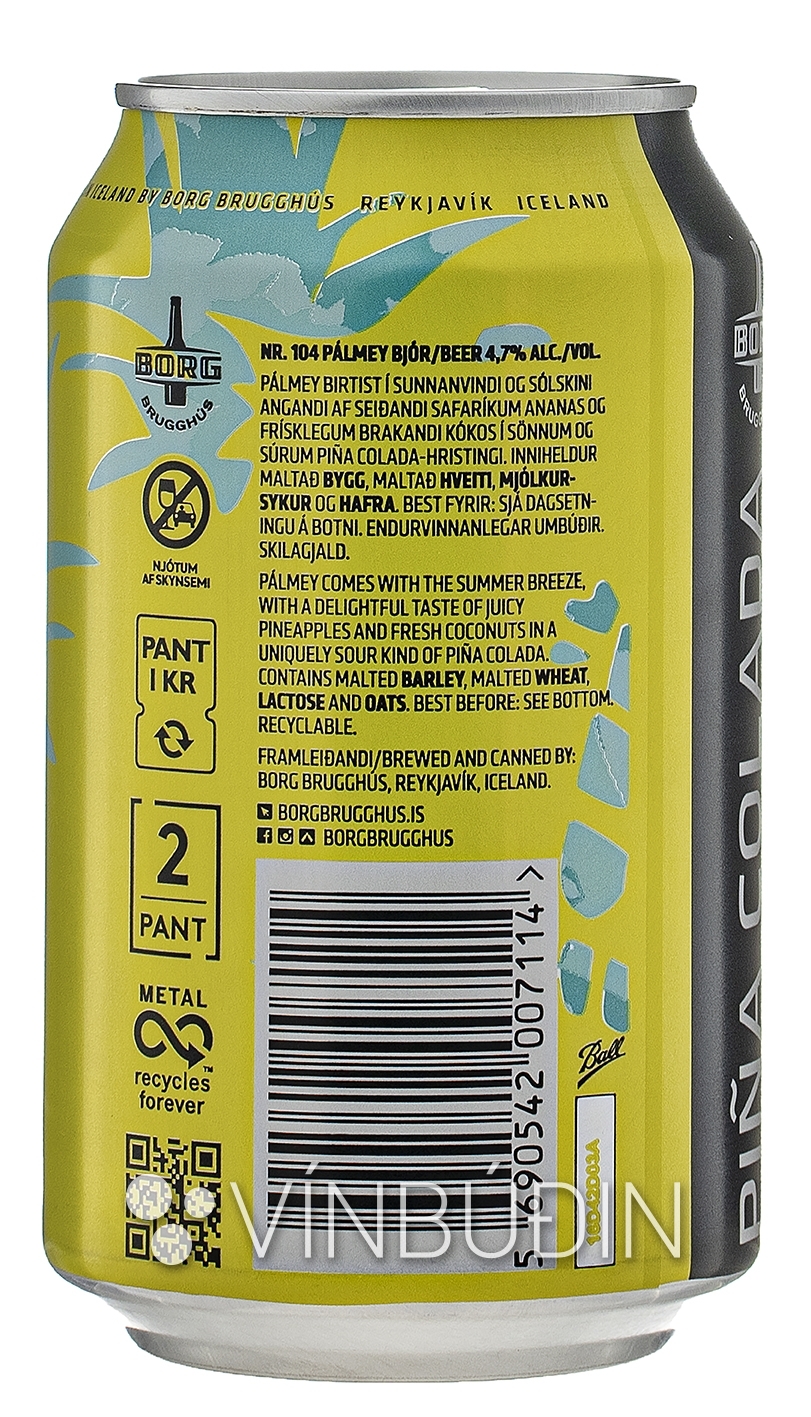 N ICELAND BY BORG BRUGGHÚS REYKJAVÍK ICELAND
BORG
BRUGGHÚS
NJÓTUM
AF SKYNSEMI
PANT
1 KR
2
PANT
METAL
recycles
forever
NR. 104 PÁLMEY BJÓR/BEER 4,7% ALC./VOL.
PÁLMEY BIRTIST Í SUNNANVINDI OG SÓLSKINI
ANGANDI AF SEIÐANDI SAFARÍKUM ANANAS OG
FRÍSKLEGUM BRAKANDI KÓKOS Í SÖNNUM OG
SÚRUM PIÑA COLADA-HRISTINGI. INNIHELDUR
MALTAÐ BYGG, MALTAÐ HVEITI, MJÓLKUR-
SYKUR OG HAFRA. BEST FYRIR: SJÁ DAGSETN-
INGU Á BOTNI. ENDURVINNANLEGAR UMBÚÐIR.
SKILAGJALD.
PÁLMEY COMES WITH THE SUMMER BREEZE,
WITH A DELIGHTFUL TASTE OF JUICY
PINEAPPLES AND FRESH COCONUTS IN A
UNIQUELY SOUR KIND OF PIÑA COLADA.
CONTAINS MALTED BARLEY, MALTED WHEAT,
LACTOSE AND OATS. BEST BEFORE: SEE BOTTOM.
RECYCLABLE.
FRAMLEIÐANDI/BREWED AND CANNED BY:
BORG BRUGGHÚS, REYKJAVÍK, ICELAND.
BORGBRUGGHUS.IS
BORGBRUGGHUS
5 690542 007114 >
Ball
PIÑA COLADA
VÍNBÚÐIN